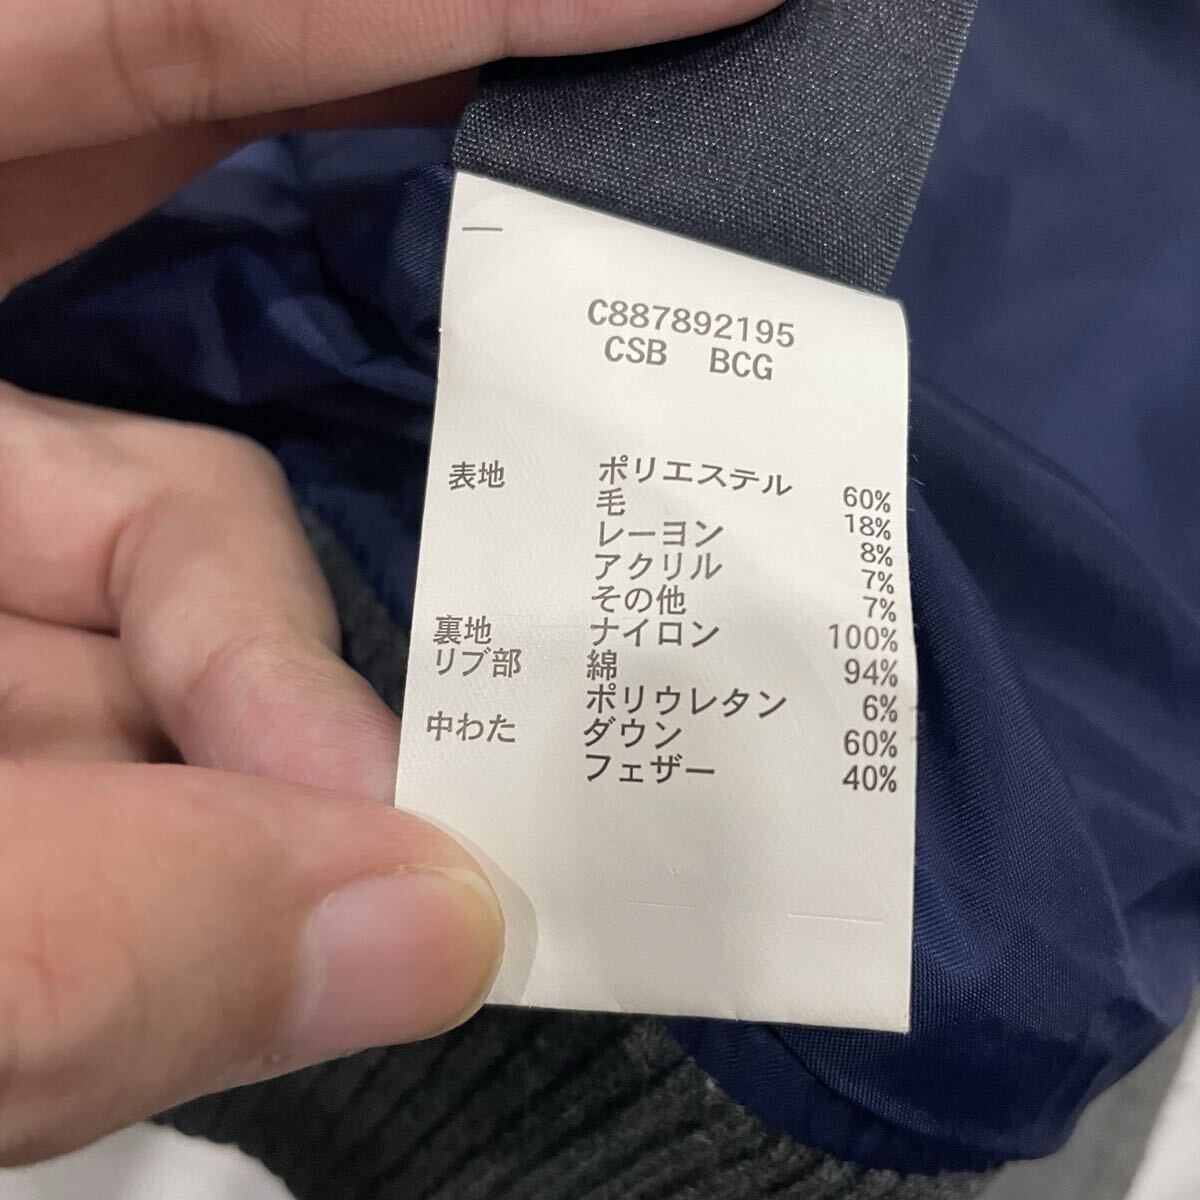 C887892195
CSB BCG
表地 ポリエステル 60%
毛 18%
レーヨン 8%
アクリル 7%
その他 7%
裏地 ナイロン 100%
リブ部 綿 94%
ポリウレタン 6%
中わた ダウン 60%
フェザー 40%